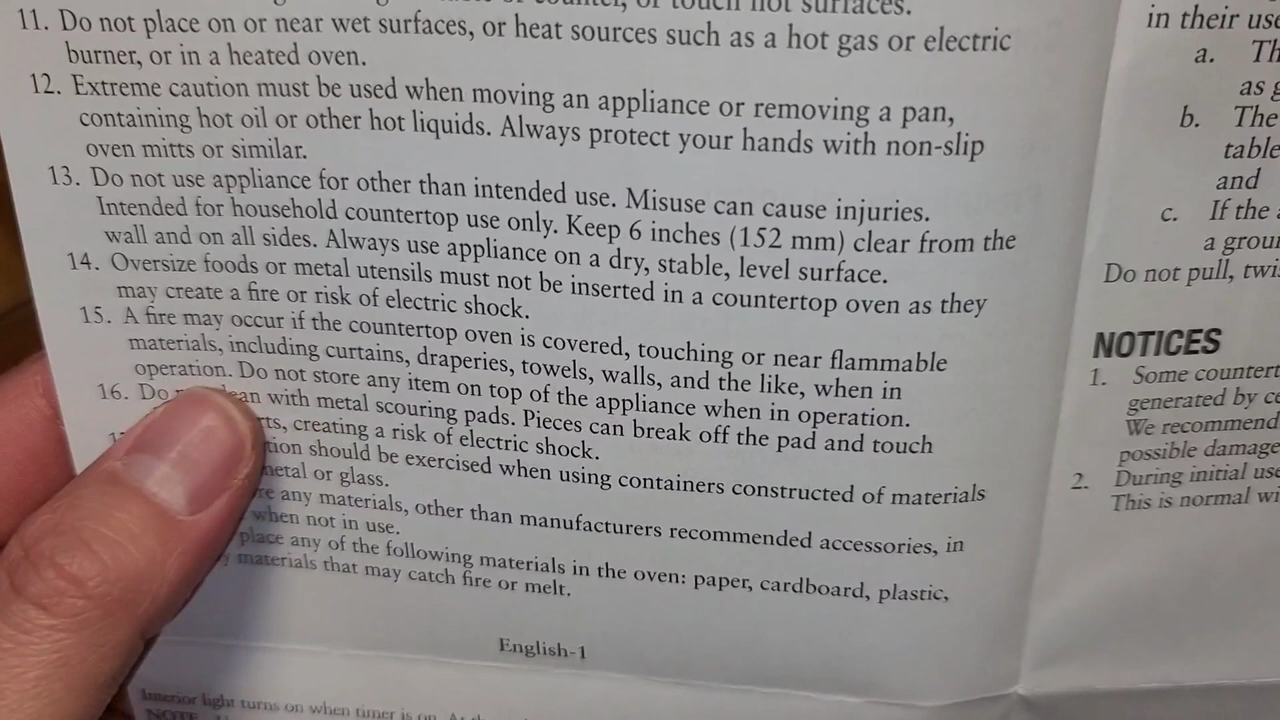 or touch hot surfaces.
11. Do not place on or near wet surfaces, or heat sources such as a hot gas or electric
burner, or in a heated oven.
12. Extreme caution must be used when moving an appliance or removing a pan,
containing hot oil or other hot liquids. Always protect your hands with non-slip
oven mitts or similar.
13. Do not use appliance for other than intended use. Misuse can cause injuries.
Intended for household countertop use only. Keep 6 inches (152 mm) clear from the
wall and on all sides. Always use appliance on a dry, stable, level surface.
14. Oversize foods or metal utensils must not be inserted in a countertop oven as they
may create a fire or risk of electric shock.
15. A fire may occur if the countertop oven is covered, touching or near flammable
materials, including curtains, draperies, towels, walls, and the like, when in
operation. Do not store any item on top of the appliance when in operation.
16. Do with metal scouring pads. Pieces can break off the pad and touch
creating a risk of electric shock.
should be exercised when using containers constructed of materials
metal or glass.
any materials, other than manufacturers recommended accessories, in
when not in use.
place any of the following materials in the oven: paper, cardboard, plastic,
materials that may catch fire or melt.
English-1
Interior light turns on when timer is on.
NOTE
in their use
a. Th
as g
b. The
table
and
c. If the
a groun
Do not pull, twis
NOTICES
1. Some countert
generated by co
We recommend
possible damage
2. During initial use
This is normal wi